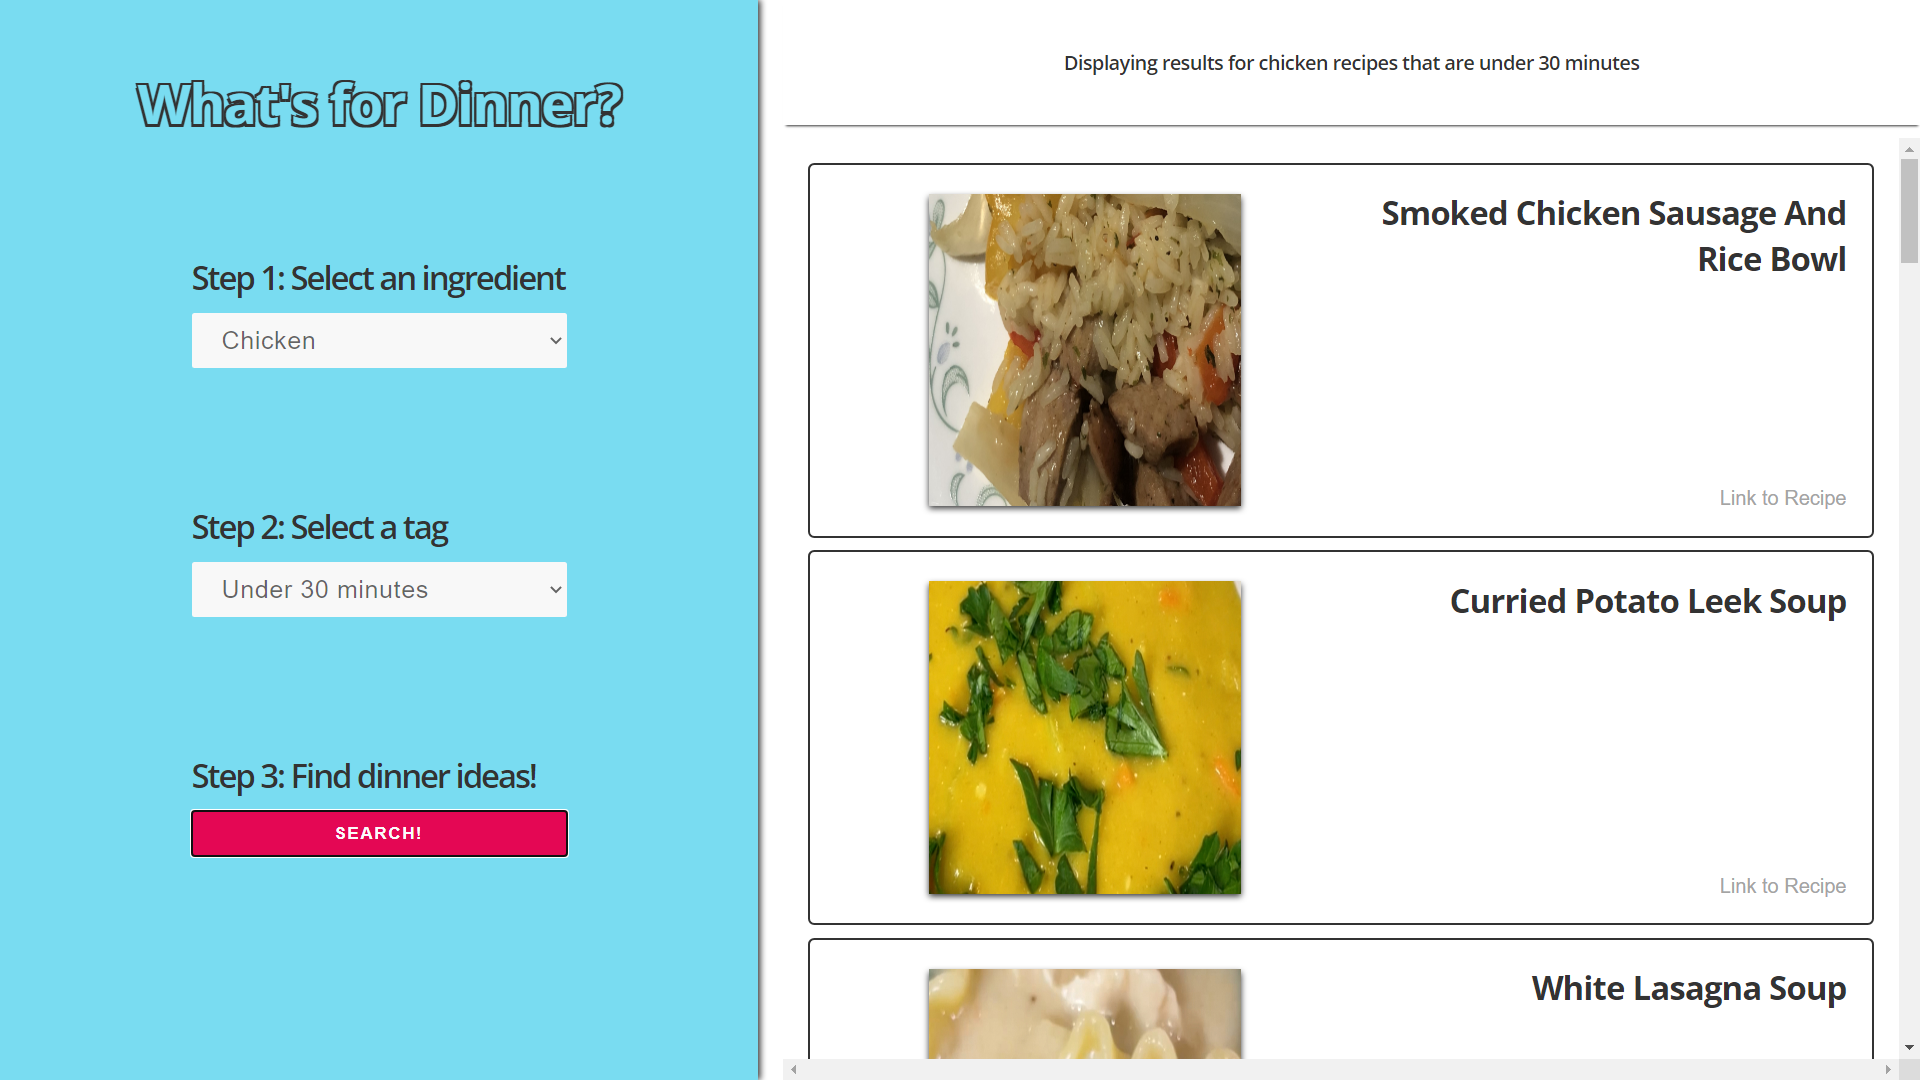 What's for Dinner?
Step 1: Select an ingredient
Chicken
Step 2: Select a tag
Under 30 minutes
Step 3: Find dinner ideas!
SEARCH!
Displaying results for chicken recipes that are under 30 minutes
Smoked Chicken Sausage And
Rice Bowl
Link to Recipe
Curried Potato Leek Soup
Link to Recipe
White Lasagna Soup